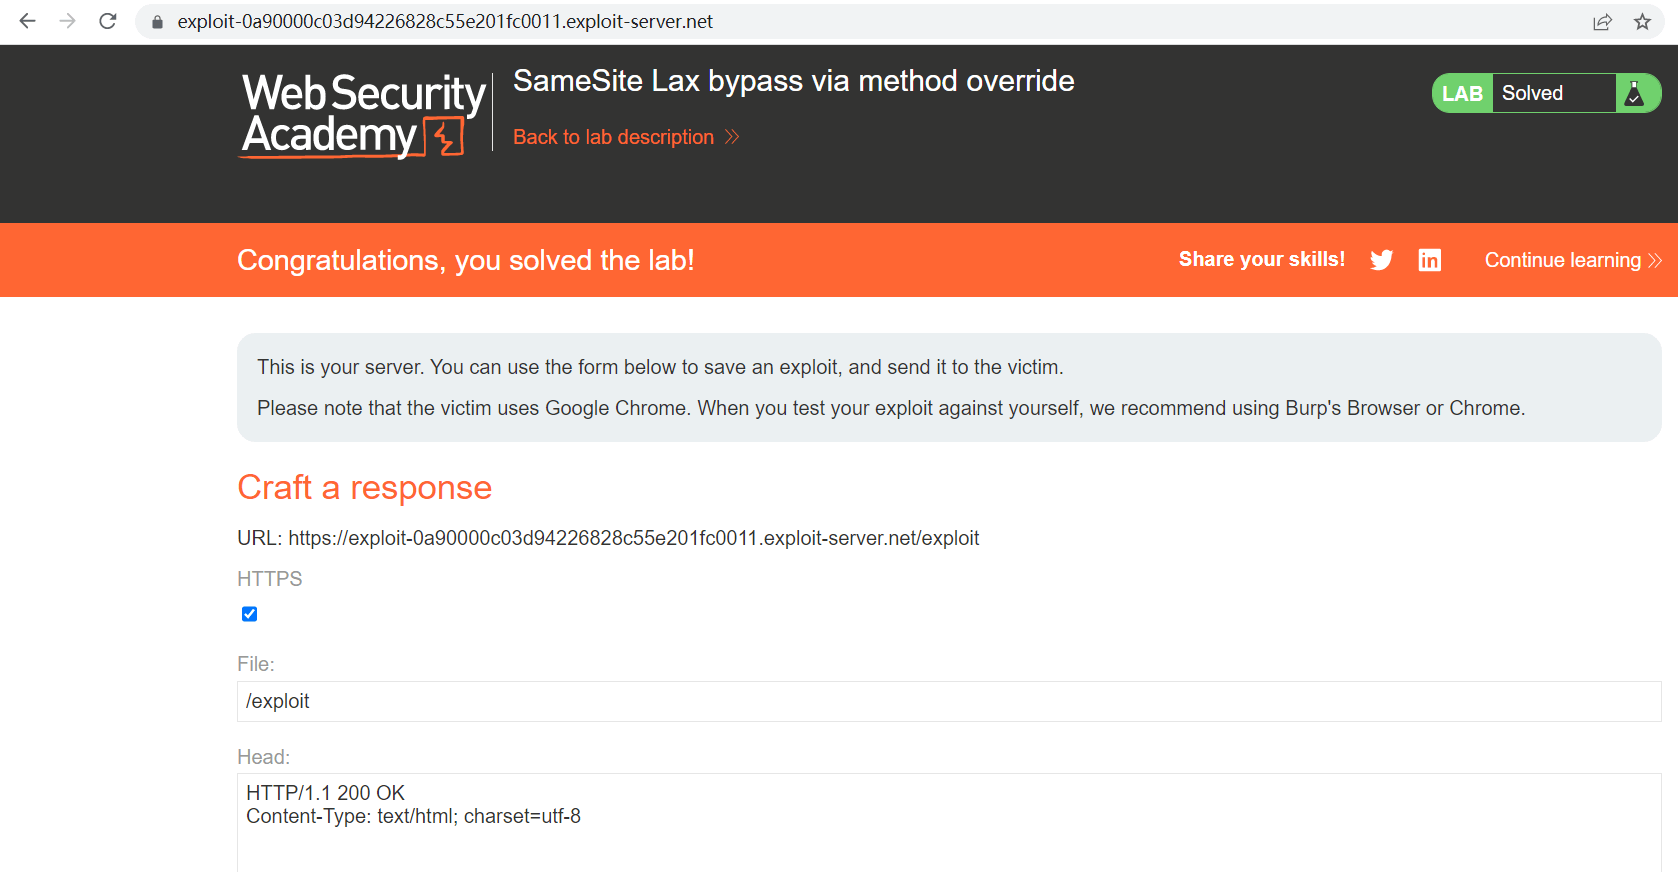 exploit-0a90000c03d94226828c55e201fc0011.exploit-server.net
Web Security
Academy
SameSite Lax bypass via method override
Back to lab description
LAB Solved
Congratulations, you solved the lab!
Share your skills!
in
Continue learning
This is your server. You can use the form below to save an exploit, and send it to the victim.
Please note that the victim uses Google Chrome. When you test your exploit against yourself, we recommend using Burp's Browser or Chrome.
Craft a response
URL: https://exploit-0a90000c03d94226828c55e201fc0011.exploit-server.net/exploit
HTTPS
File:
/exploit
Head:
HTTP/1.1 200 OK
Content-Type: text/html; charset=utf-8